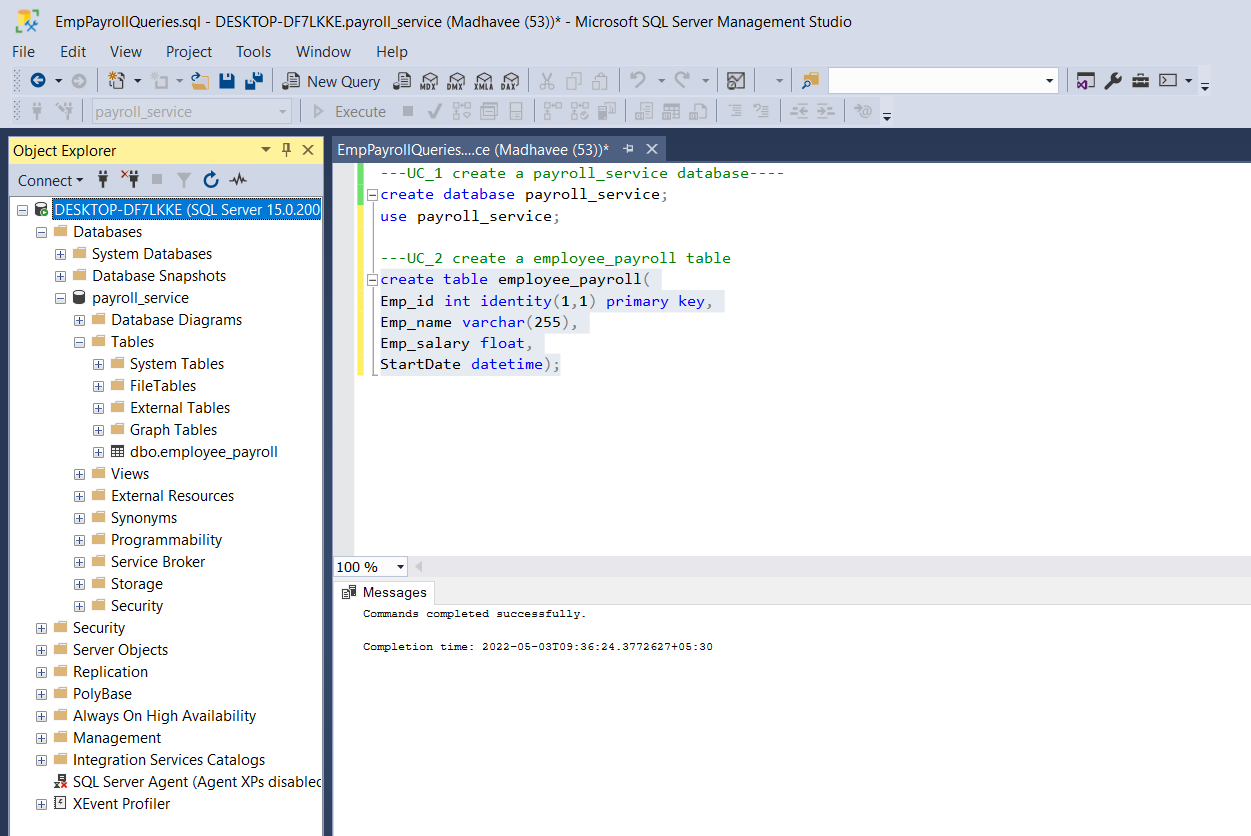 EmpPayrollQueries.sql - DESKTOP-DF7LKKE.payroll_service (Madhavee (53))* - Microsoft SQL Server Management Studio
File Edit View Project Tools Window Help
New Query MDX DMX XMLA DAX
payroll_service Execute
Object Explorer
Connect
DESKTOP-DF7LKKE (SQL Server 15.0.200
Databases
System Databases
Database Snapshots
payroll_service
Database Diagrams
Tables
System Tables
FileTables
External Tables
Graph Tables
dbo.employee_payroll
Views
External Resources
Synonyms
Programmability
Service Broker
Storage
Security
Security
Server Objects
Replication
PolyBase
Always On High Availability
Management
Integration Services Catalogs
SQL Server Agent (Agent XPs disabled
XEvent Profiler
EmpPayrollQueries....ce (Madhavee (53))*
---UC_1 create a payroll_service database----
create database payroll_service;
use payroll_service;
---UC_2 create a employee_payroll table
create table employee_payroll(
Emp_id int identity(1,1) primary key,
Emp_name varchar(255),
Emp_salary float,
StartDate datetime);
100 %
Messages
Commands completed successfully.
Completion time: 2022-05-03T09:36:24.3772627+05:30